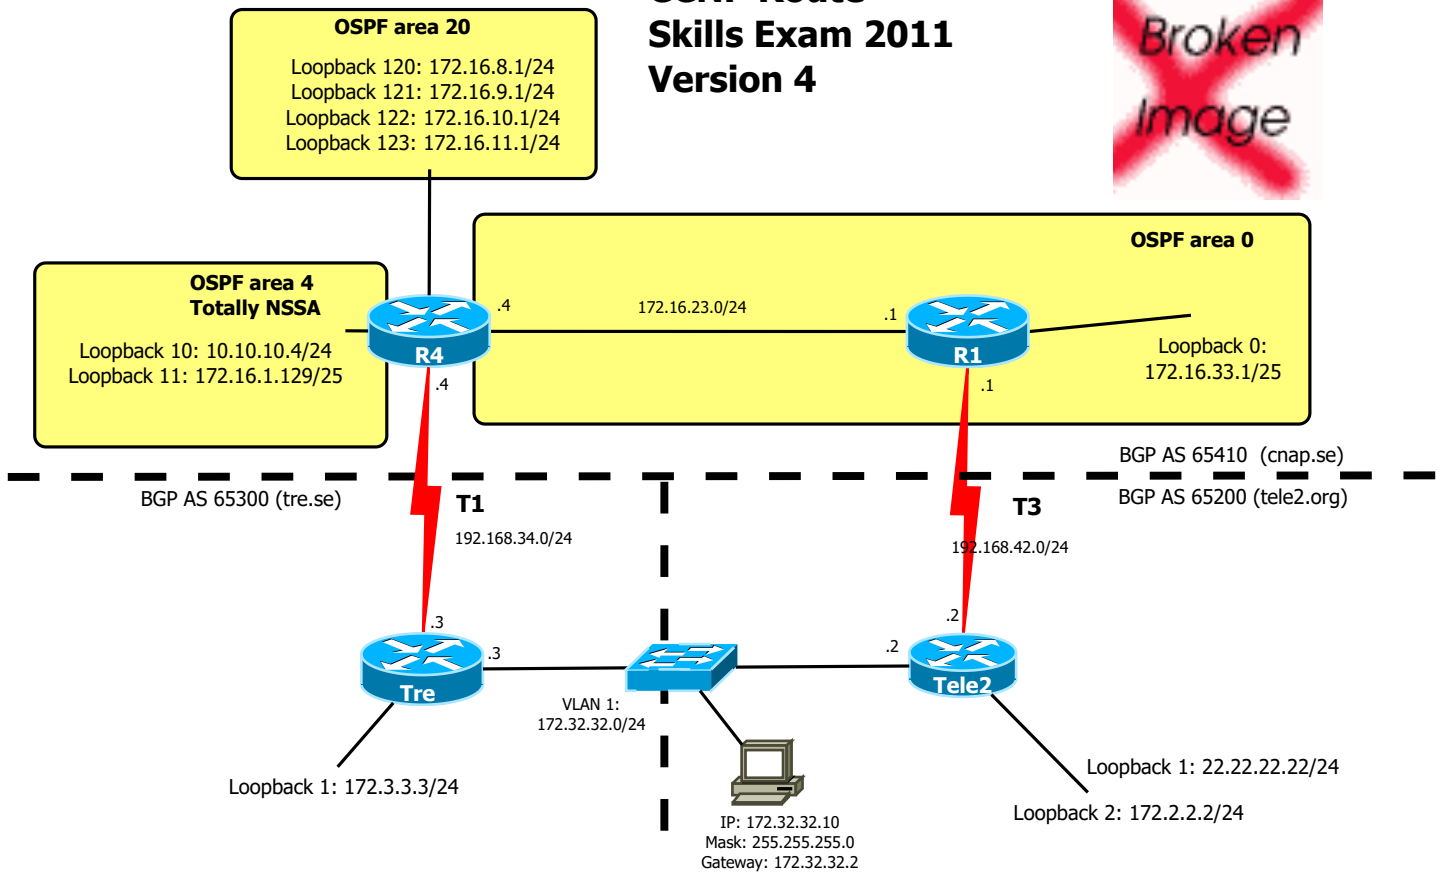 Skills Exam 2011
Version 4
Broken
Image
OSPF area 20
Loopback 120: 172.16.8.1/24
Loopback 121: 172.16.9.1/24
Loopback 122: 172.16.10.1/24
Loopback 123: 172.16.11.1/24
OSPF area 0
OSPF area 4
Totally NSSA
Loopback 10: 10.10.10.4/24
Loopback 11: 172.16.1.129/25
.4
172.16.23.0/24
.1
R4
R1
Loopback 0:
172.16.33.1/25
.4
.1
BGP AS 65410 (cnap.se)
BGP AS 65300 (tre.se)
BGP AS 65200 (tele2.org)
T1
192.168.34.0/24
T3
192.168.42.0/24
.3
.3
.2
.2
Tre
Tele2
VLAN 1:
172.32.32.0/24
Loopback 1: 172.3.3.3/24
Loopback 1: 22.22.22.22/24
Loopback 2: 172.2.2.2/24
IP: 172.32.32.10
Mask: 255.255.255.0
Gateway: 172.32.32.2